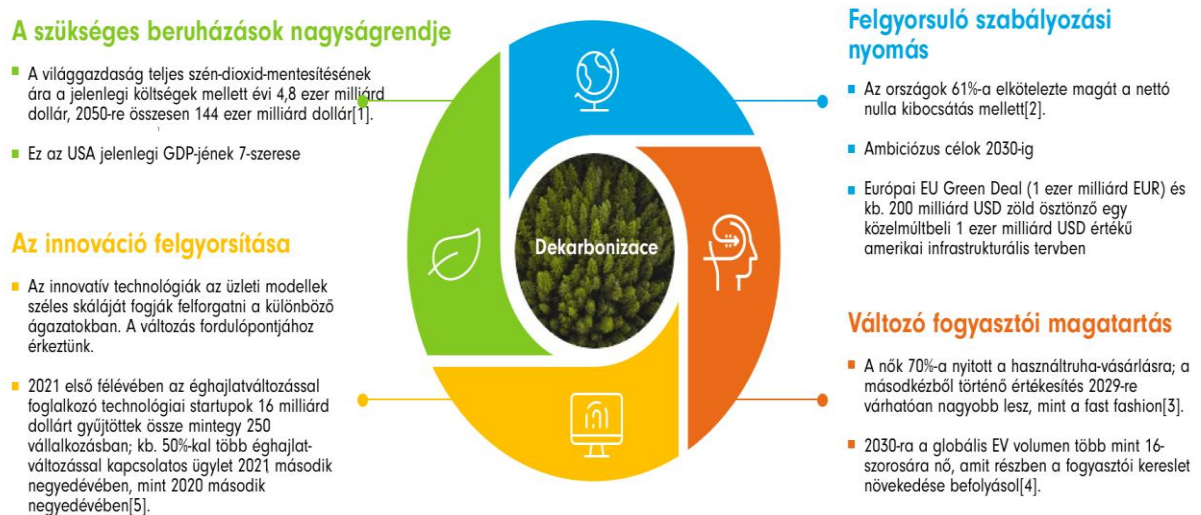 A szükséges beruházások nagyságrendje
A világgazdaság teljes szén-dioxid-mentesítésének
ára a jelenlegi költségek mellett évi 4,8 ezer milliárd
dollár, 2050-re összesen 144 ezer milliárd dollár[1].
Ez az USA jelenlegi GDP-jének 7-szerese
Az innováció felgyorsítása
Az innovatív technológiák az üzleti modellek
széles skáláját fogják felforgatni a különböző
ágazatokban. A változás fordulópontjához
érkeztünk.
2021 első félévében az éghajlatváltozással
foglalkozó technológiai startupok 16 milliárd
dollárt gyűjtöttek össze mintegy 250
vállalkozásban; kb. 50%-kal több éghajlat-
változással kapcsolatos ügylet 2021 második
negyedévében, mint 2020 második
negyedévében[5].
Dekarbonizace
Felgyorsuló szabályozási
nyomás
Az országok 61%-a elkötelezte magát a nettó
nulla kibocsátás mellett[2].
Ambiciózus célok 2030-ig
Európai EU Green Deal (1 ezer milliárd EUR) és
kb. 200 milliárd USD zöld ösztönző egy
közelmúltbeli 1 ezer milliárd USD értékű
amerikai infrastrukturális tervben
Változó fogyasztói magatartás
A nők 70%-a nyitott a használtruha-vásárlásra; a
másodkézből történő értékesítés 2029-re
várhatóan nagyobb lesz, mint a fast fashion[3].
2030-ra a globális EV volumen több mint 16-
szorosára nő, amit részben a fogyasztói kereslet
növekedése befolyásol[4].